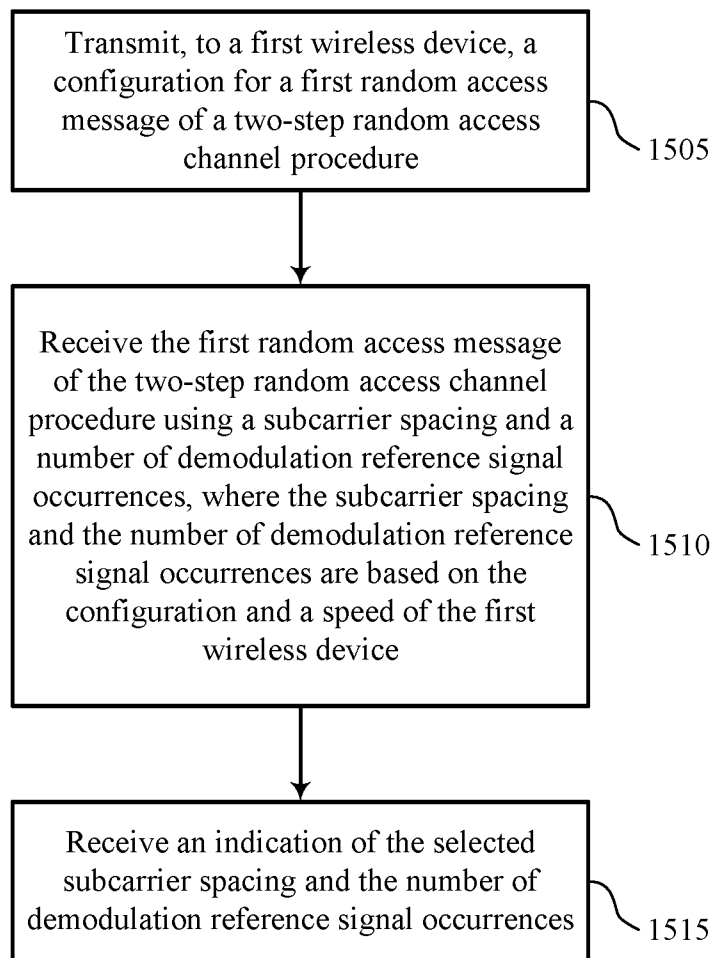 Transmit, to a first wireless device, a
configuration for a first random access
message of a two-step random access
channel procedure
1505
Receive the first random access message
of the two-step random access channel
procedure using a subcarrier spacing and a
number of demodulation reference signal
occurrences, where the subcarrier spacing
and the number of demodulation reference
signal occurrences are based on the
configuration and a speed of the first
wireless device
1510
Receive an indication of the selected
subcarrier spacing and the number of
demodulation reference signal occurrences
1515